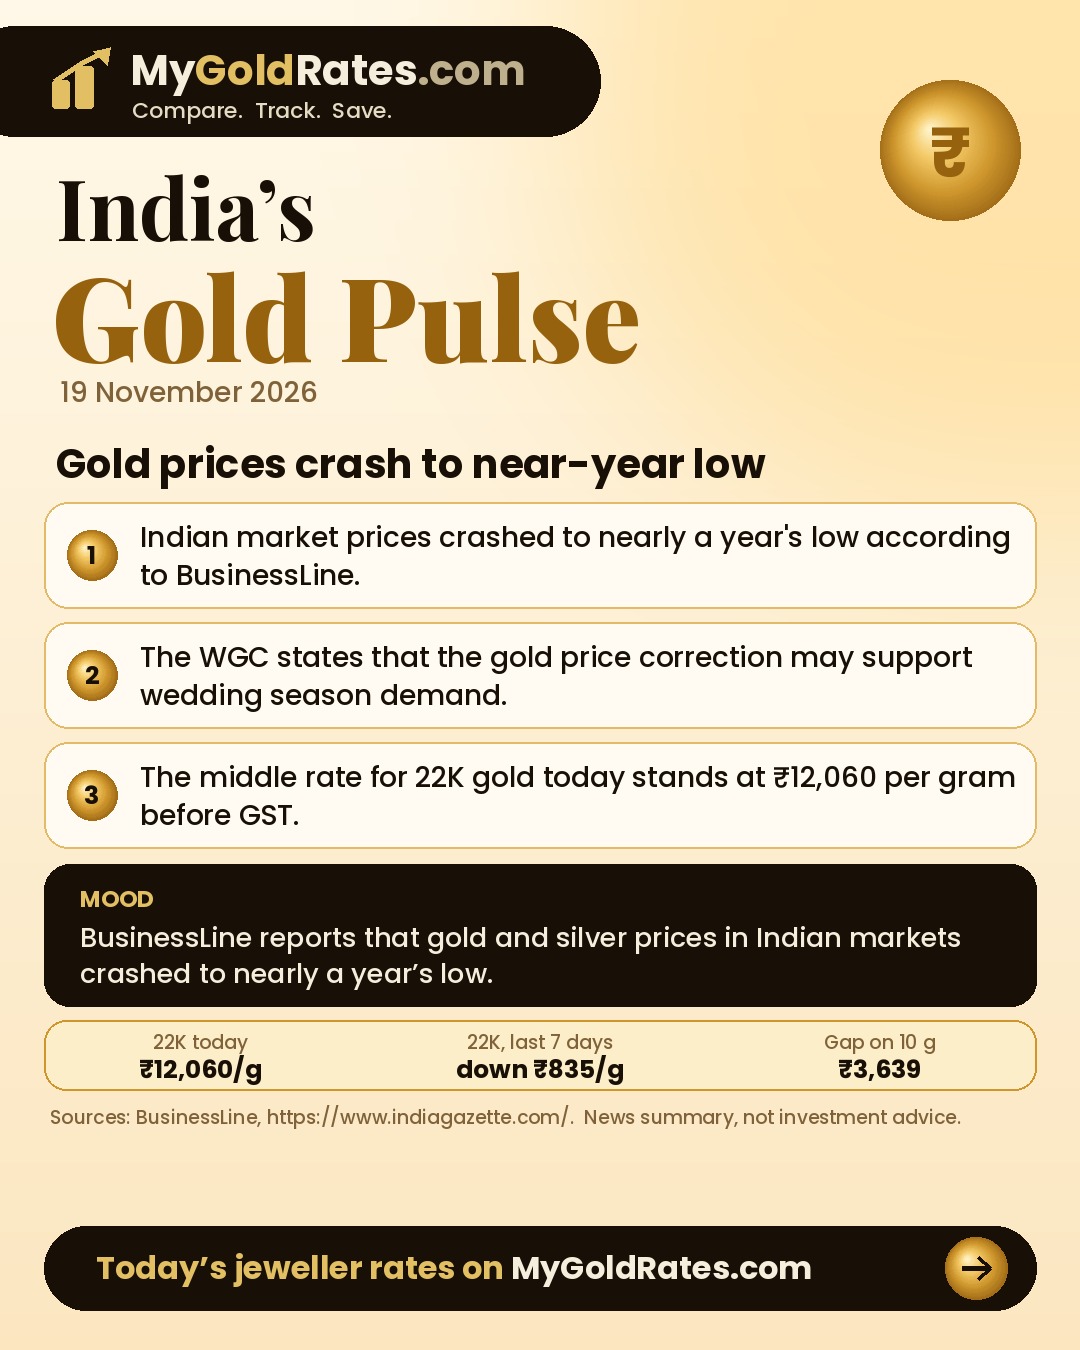 MyGoldRates.com
Compare. Track. Save.
₹
India’s
Gold Pulse
19 November 2026
Gold prices crash to near-year low
1
Indian market prices crashed to nearly a year's low according
to BusinessLine.
2
The WGC states that the gold price correction may support
wedding season demand.
3
The middle rate for 22K gold today stands at ₹12,060 per gram
before GST.
MOOD
BusinessLine reports that gold and silver prices in Indian markets
crashed to nearly a year’s low.
22K today
₹12,060/g
22K, last 7 days
down ₹835/g
Gap on 10 g
₹3,639
Sources: BusinessLine, https://www.indiagazette.com/. News summary, not investment advice.
Today’s jeweller rates on MyGoldRates.com